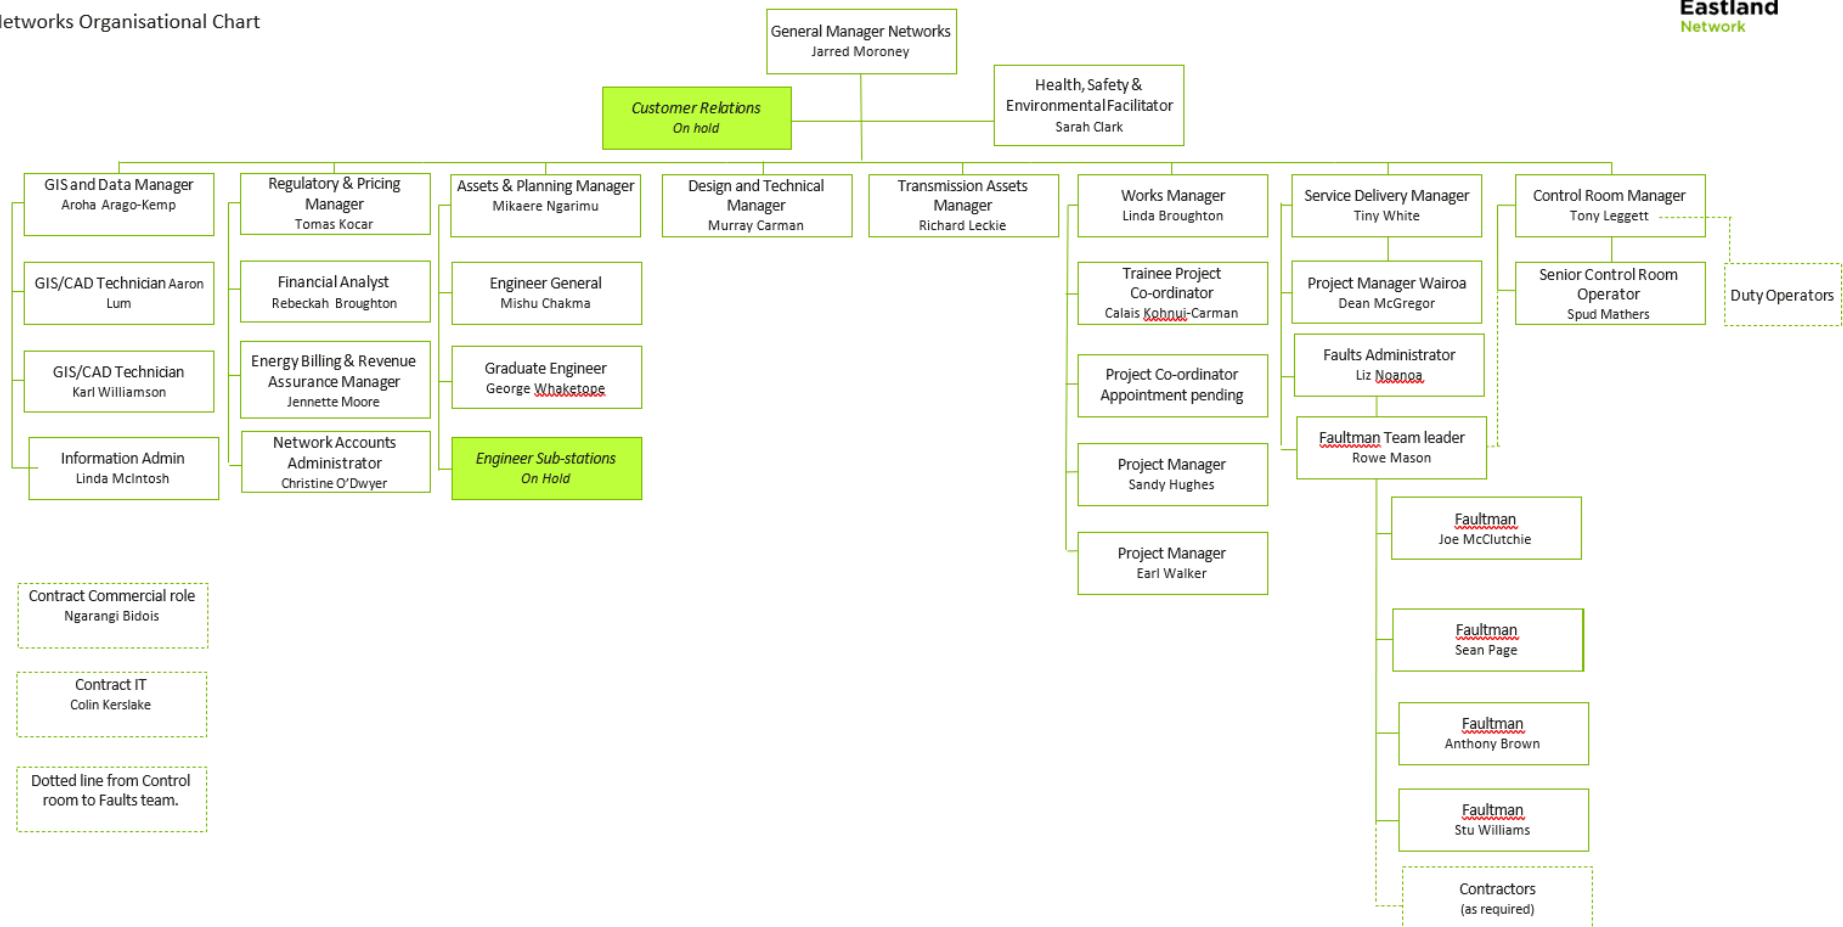 Networks Organisational Chart
Eastland
Network
General Manager Networks
Jarred Moroney
Customer Relations
On hold
Health, Safety &
Environmental Facilitator
Sarah Clark
GIS and Data Manager
Aroha Arago-Kemp
GIS/CAD Technician Aaron
Lum
GIS/CAD Technician
Karl Williamson
Information Admin
Linda McIntosh
Regulatory & Pricing
Manager
Tomas Kocar
Financial Analyst
Rebeckah Broughton
Energy Billing & Revenue
Assurance Manager
Jennette Moore
Network Accounts
Administrator
Christine O'Dwyer
Assets & Planning Manager
Mikaere Ngarimu
Engineer General
Mishu Chakma
Graduate Engineer
George Whaketope
Engineer Sub-stations
On Hold
Design and Technical
Manager
Murray Carman
Transmission Assets
Manager
Richard Leckie
Works Manager
Linda Broughton
Trainee Project
Co-ordinator
Calais Kohnui-Carman
Project Co-ordinator
Appointment pending
Project Manager
Sandy Hughes
Project Manager
Earl Walker
Service Delivery Manager
Tiny White
Project Manager Wairoa
Dean McGregor
Faults Administrator
Liz Noanoa
Faultman Team leader
Rowe Mason
Faultman
Joe McClutchie
Faultman
Sean Page
Faultman
Anthony Brown
Faultman
Stu Williams
Contractors
(as required)
Control Room Manager
Tony Leggett
Senior Control Room
Operator
Spud Mathers
Duty Operators
Contract Commercial role
Ngarangi Bidois
Contract IT
Colin Kerslake
Dotted line from Control
room to Faults team.